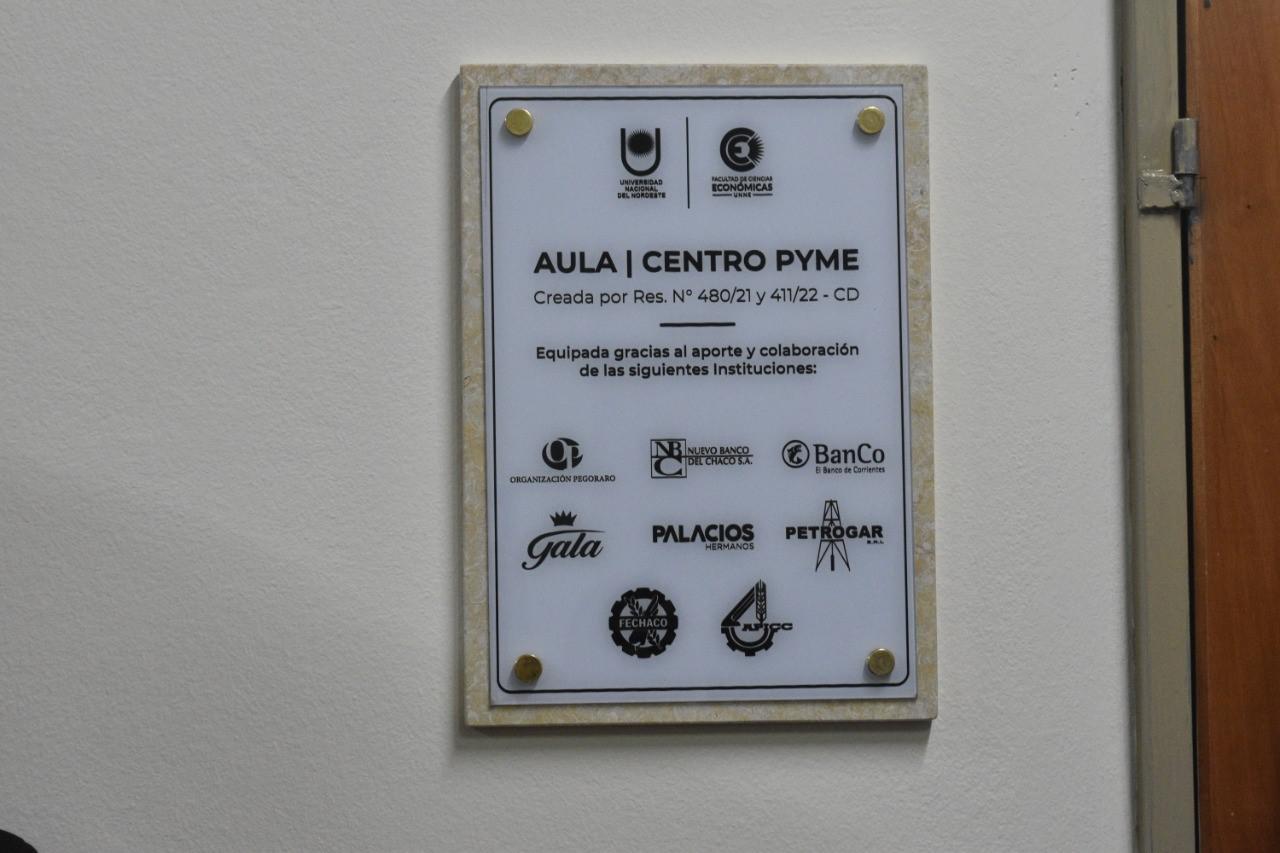 UNIVERSIDAD
NACIONAL
DEL NORDESTE
FACULTAD DE CIENCIAS
ECONÓMICAS
UNNE
AULA | CENTRO PYME
Creada por Res. N° 480/21 y 411/22 - CD
Equipada gracias al aporte y colaboración
de las siguientes Instituciones:
ORGANIZACIÓN PEGORARO
NBC
NUEVO BANCO
DEL CHACO S.A.
BanCo
El Banco de Corrientes
Gala
PALACIOS
HERMANOS
PETROGAR
S.R.L
FECHACO
APICC